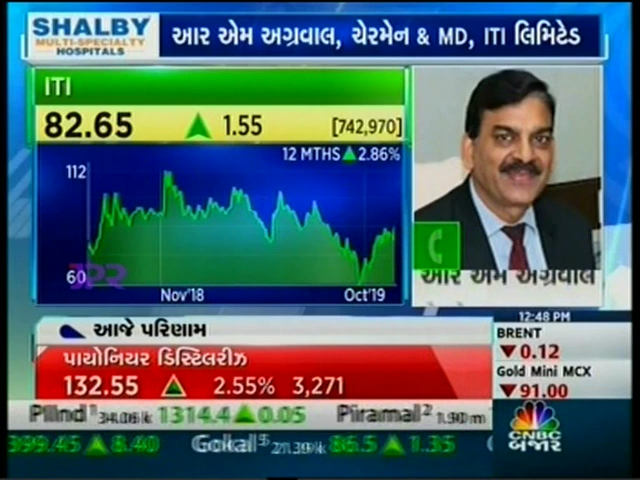 SHALBY
MULTI-SPECIALTY
HOSPITALS
આર એમ અગ્રવાલ, ચેરમેન & MD, ITI લિમિટેડ
ITI
82.65 ▲ 1.55 [742,970]
12 MTHS ▲ 2.86%
112
60
JPR
Nov'18 Oct'19
આર એમ અગ્રવાલ
આજે પરિણામ
પાયોનિયર ડિસ્ટિલરીઝ
132.55 ▲ 2.55% 3,271
12:48 PM
BRENT
▼0.12
Gold Mini MCX
▼91.00
PIInd 1314.4 ▲ 0.05 Piramal
399.45 ▲ 8.40 Gokal 86.5 ▲ 1.35
CNBC
બજાર